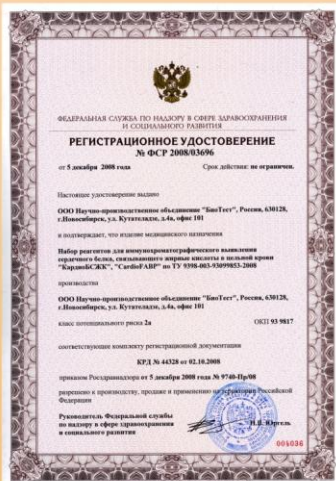 ФЕДЕРАЛЬНАЯ СЛУЖБА ПО НАДЗОРУ В СФЕРЕ ЗДРАВООХРАНЕНИЯ
И СОЦИАЛЬНОГО РАЗВИТИЯ
РЕГИСТРАЦИОННОЕ УДОСТОВЕРЕНИЕ
№ ФСР 2008/03696
от 5 декабря 2008 года Срок действия: не ограничен.
Настоящее удостоверение выдано
ООО Научно-производственное объединение "БиоТест", Россия, 630128,
г.Новосибирск, ул. Кутателадзе, д.4а, офис 101
и подтверждает, что изделие медицинского назначения
Набор реагентов для иммунохроматографического выявления
сердечного белка, связывающего жирные кислоты в цельной крови
"КардиоБСЖК", "CardioFABP" по ТУ 9398-003-93099853-2008
производства
ООО Научно-производственное объединение "БиоТест", Россия, 630128,
г.Новосибирск, ул. Кутателадзе, д.4а, офис 101
класс потенциального риска 2а ОКП 93 9817
соответствующее комплекту регистрационной документации
КРД № 44328 от 02.10.2008
приказом Росздравнадзора от 5 декабря 2008 года № 9740-Пр/08
разрешено к производству, продаже и применению на территории Российской
Федерации
Руководитель Федеральной службы
по надзору в сфере здравоохранения
и социального развития Н.В. Юргель
004036